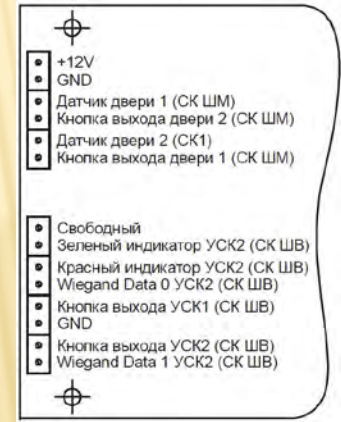 +12V
GND
Датчик двери 1 (СК ШМ)
Кнопка выхода двери 2 (СК ШМ)
Датчик двери 2 (СК1)
Кнопка выхода двери 1 (СК ШМ)
Свободный
Зеленый индикатор УСК2 (СК ШВ)
Красный индикатор УСК2 (СК ШВ)
Wiegand Data 0 УСК2 (СК ШВ)
Кнопка выхода УСК1 (СК ШВ)
GND
Кнопка выхода УСК2 (СК ШВ)
Wiegand Data 1 УСК2 (СК ШВ)